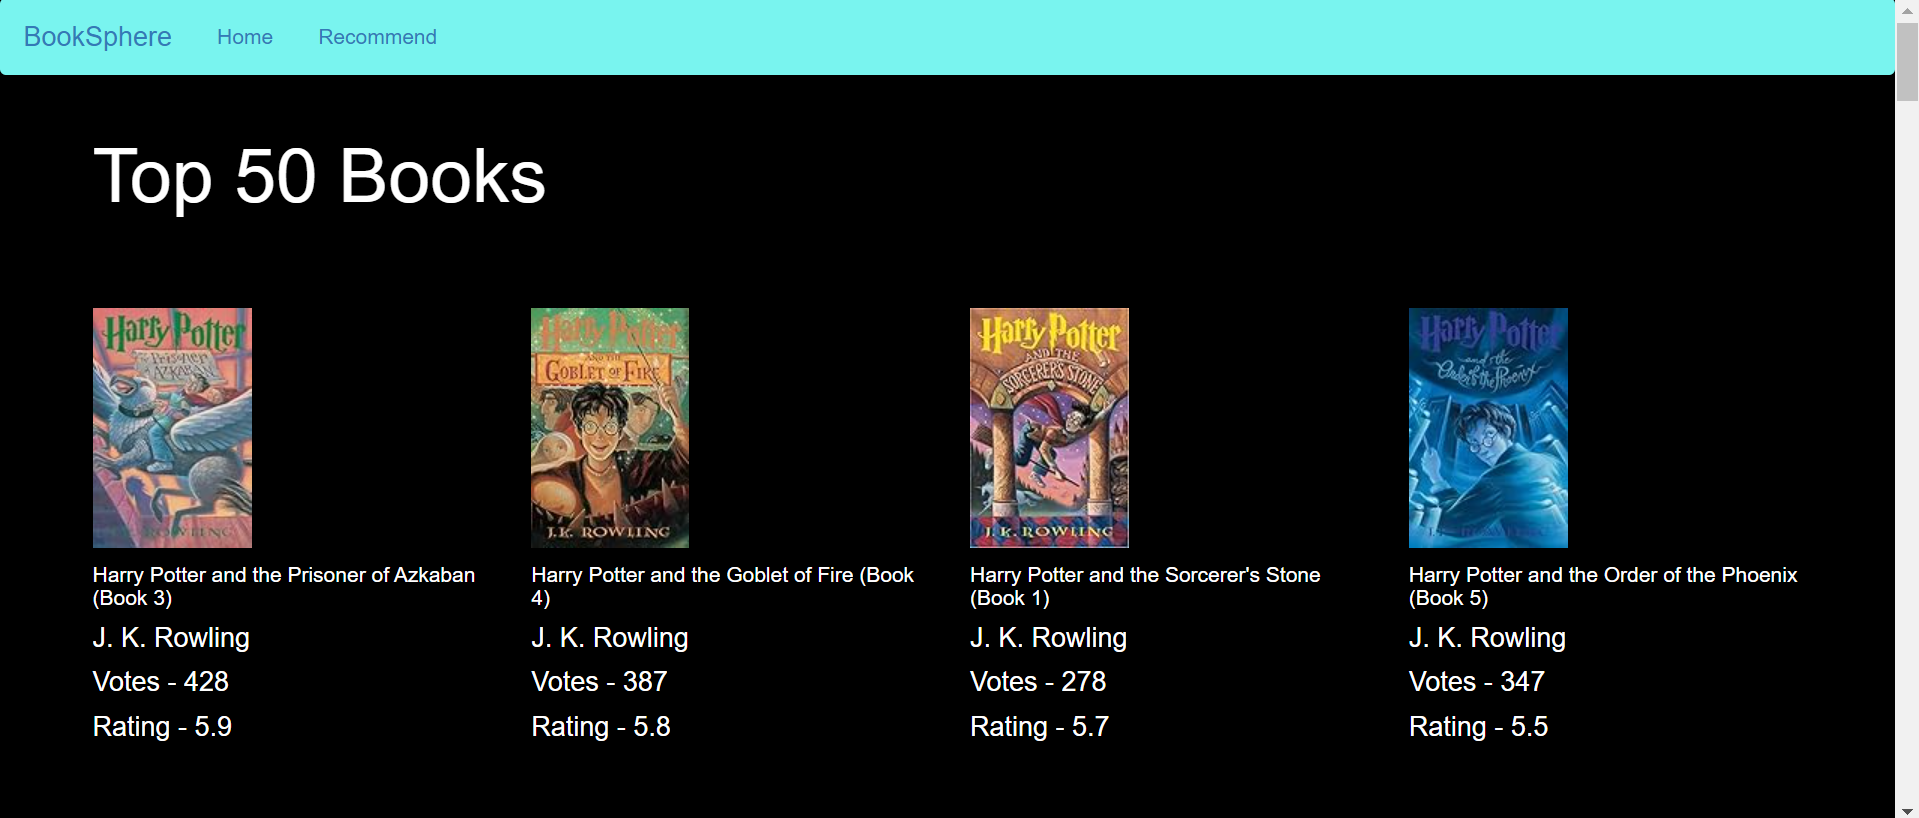 BookSphere Home Recommend
Top 50 Books
Harry Potter
The Prisoner
of AZKABAN
ROWLING
Harry Potter
AND THE
GOBLET OF FIRE
J.K. ROWLING
Harry Potter
AND THE
SORCERER'S STONE
J. K. ROWLING
Harry Potter
and the
Order of the Phoenix
Harry Potter and the Prisoner of Azkaban
(Book 3)
J. K. Rowling
Votes - 428
Rating - 5.9
Harry Potter and the Goblet of Fire (Book
4)
J. K. Rowling
Votes - 387
Rating - 5.8
Harry Potter and the Sorcerer's Stone
(Book 1)
J. K. Rowling
Votes - 278
Rating - 5.7
Harry Potter and the Order of the Phoenix
(Book 5)
J. K. Rowling
Votes - 347
Rating - 5.5